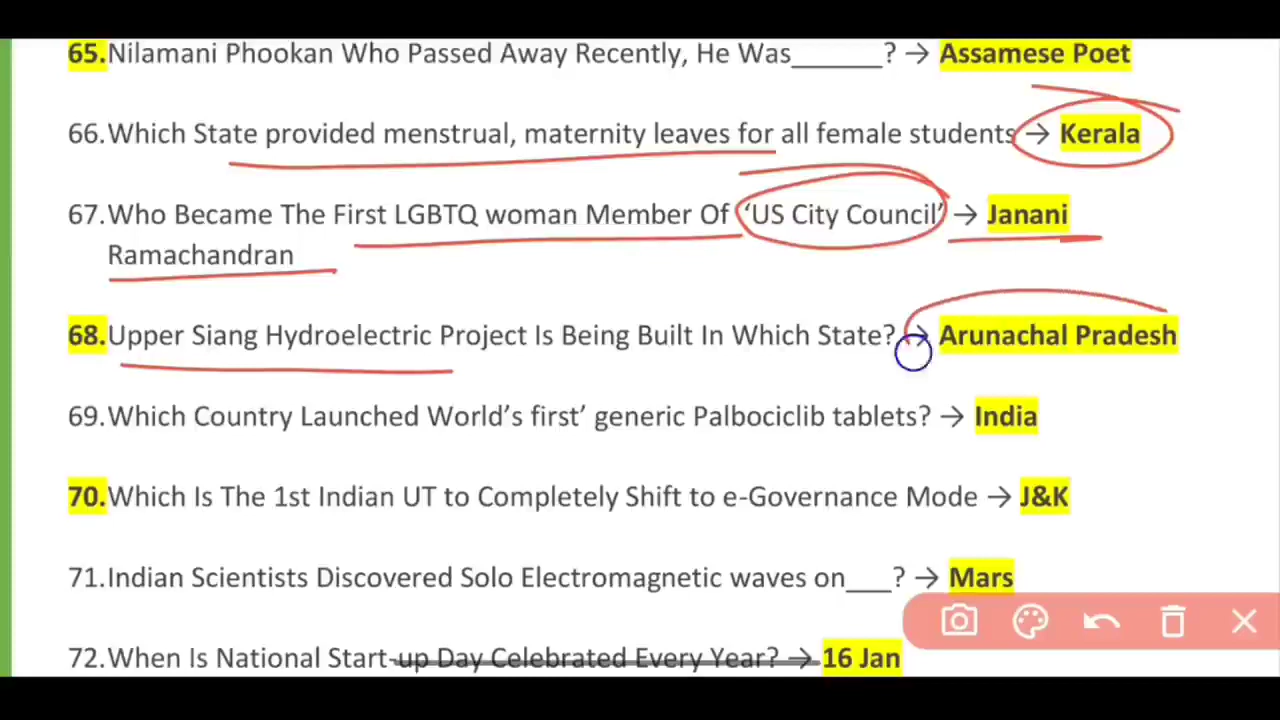 65.Nilamani Phookan Who Passed Away Recently, He Was______? → Assamese Poet
66.Which State provided menstrual, maternity leaves for all female students → Kerala
67.Who Became The First LGBTQ woman Member Of ‘US City Council’ → Janani
Ramachandran
68.Upper Siang Hydroelectric Project Is Being Built In Which State? → Arunachal Pradesh
69.Which Country Launched World’s first’ generic Palbociclib tablets? → India
70.Which Is The 1st Indian UT to Completely Shift to e-Governance Mode → J&K
71.Indian Scientists Discovered Solo Electromagnetic waves on___? → Mars
72.When Is National Start-up Day Celebrated Every Year? → 16 Jan